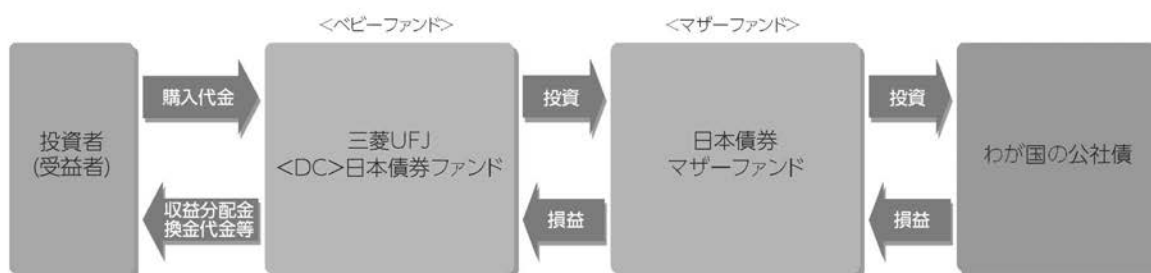 <ベビーファンド>
<マザーファンド>
投資者
(受益者)
購入代金
収益分配金
換金代金等
三菱UFJ
<DC>日本債券ファンド
投資
損益
日本債券
マザーファンド
投資
損益
わが国の公社債